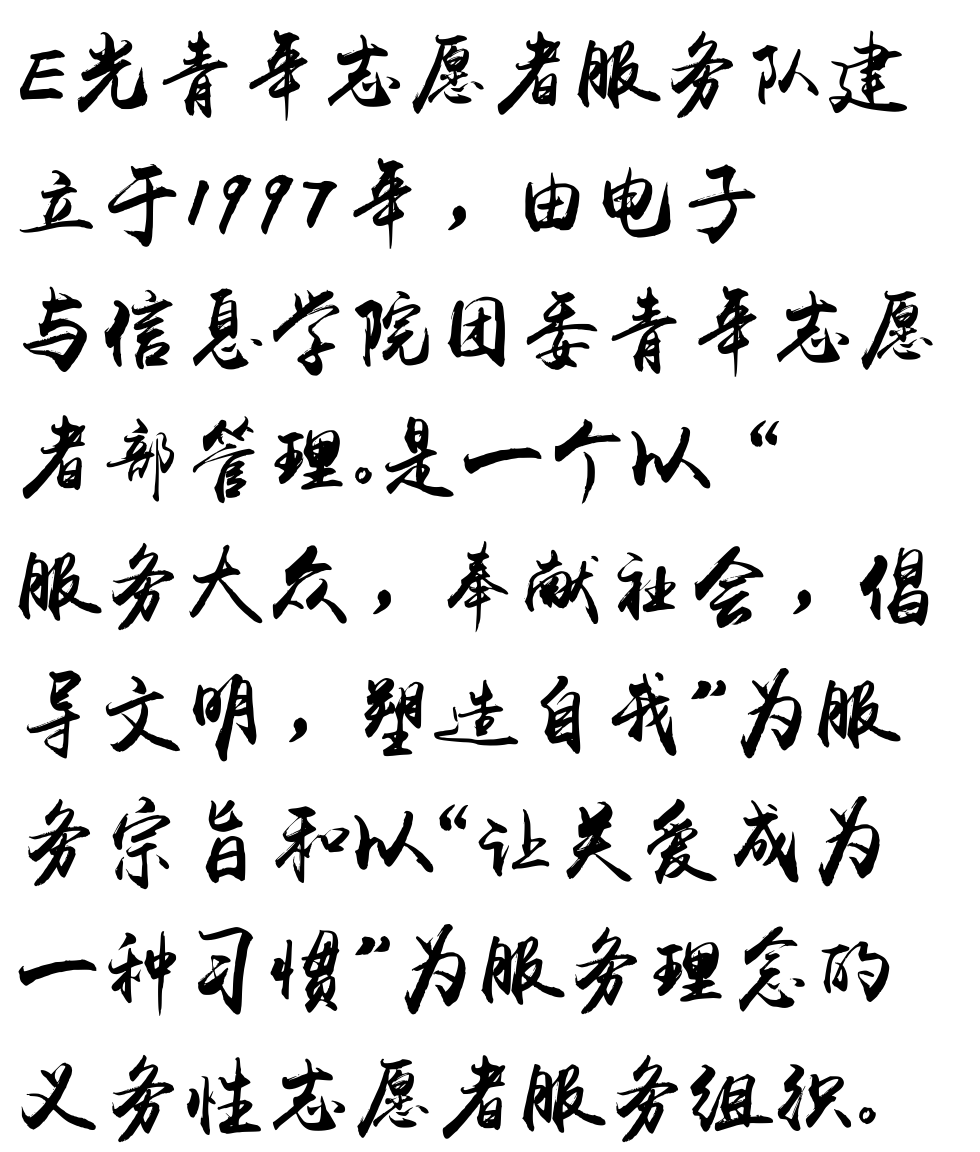 E光青年志愿者服务队建
立于1997年，由电子
与信息学院团委青年志愿
者部管理。是一个以“
服务大众，奉献社会，倡
导文明，塑造自我”为服
务宗旨和以“让关爱成为
一种习惯”为服务理念的
义务性志愿者服务组织。